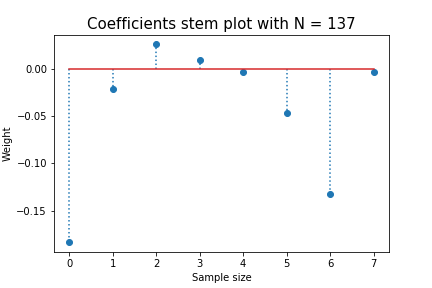 Coefficients stem plot with N = 137
0.00
−0.05
−0.10
−0.15
Weight
0 1 2 3 4 5 6 7
Sample size